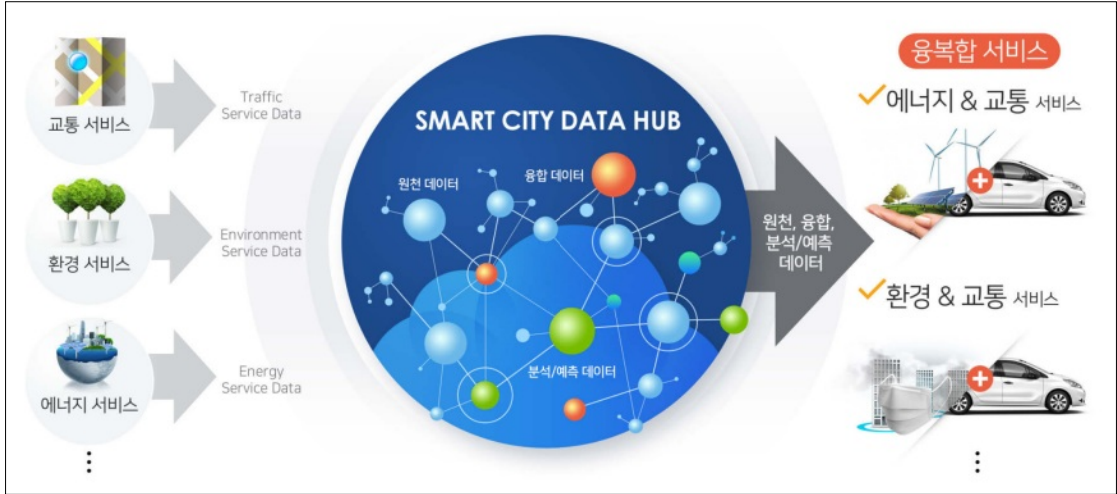 교통 서비스
Traffic
Service Data
환경 서비스
Environment
Service Data
에너지 서비스
Energy
Service Data
⋮
SMART CITY DATA HUB
원천 데이터
융합 데이터
분석/예측 데이터
원천, 융합,
분석/예측
데이터
융복합 서비스
에너지 & 교통 서비스
환경 & 교통 서비스
⋮